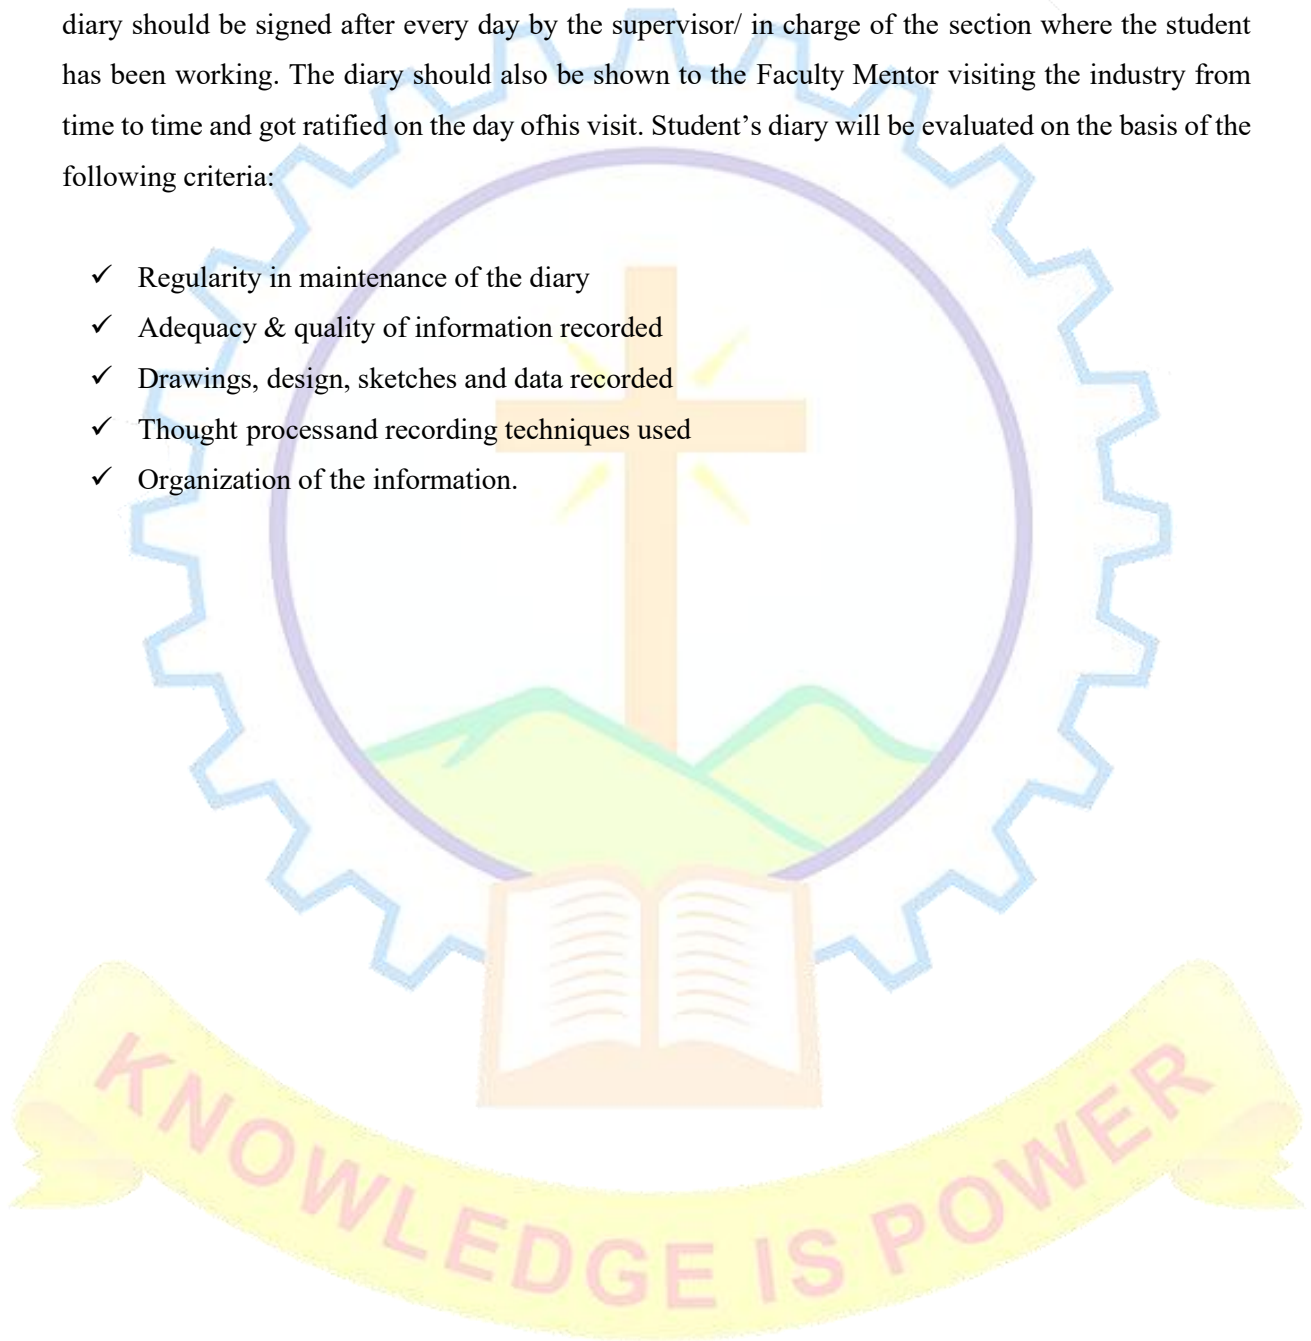 diary should be signed after every day by the supervisor/ in charge of the section where the student
has been working. The diary should also be shown to the Faculty Mentor visiting the industry from
time to time and got ratified on the day ofhis visit. Student’s diary will be evaluated on the basis of the
following criteria:
✓ Regularity in maintenance of the diary
✓ Adequacy & quality of information recorded
✓ Drawings, design, sketches and data recorded
✓ Thought processand recording techniques used
✓ Organization of the information.
KNOWLEDGE IS POWER